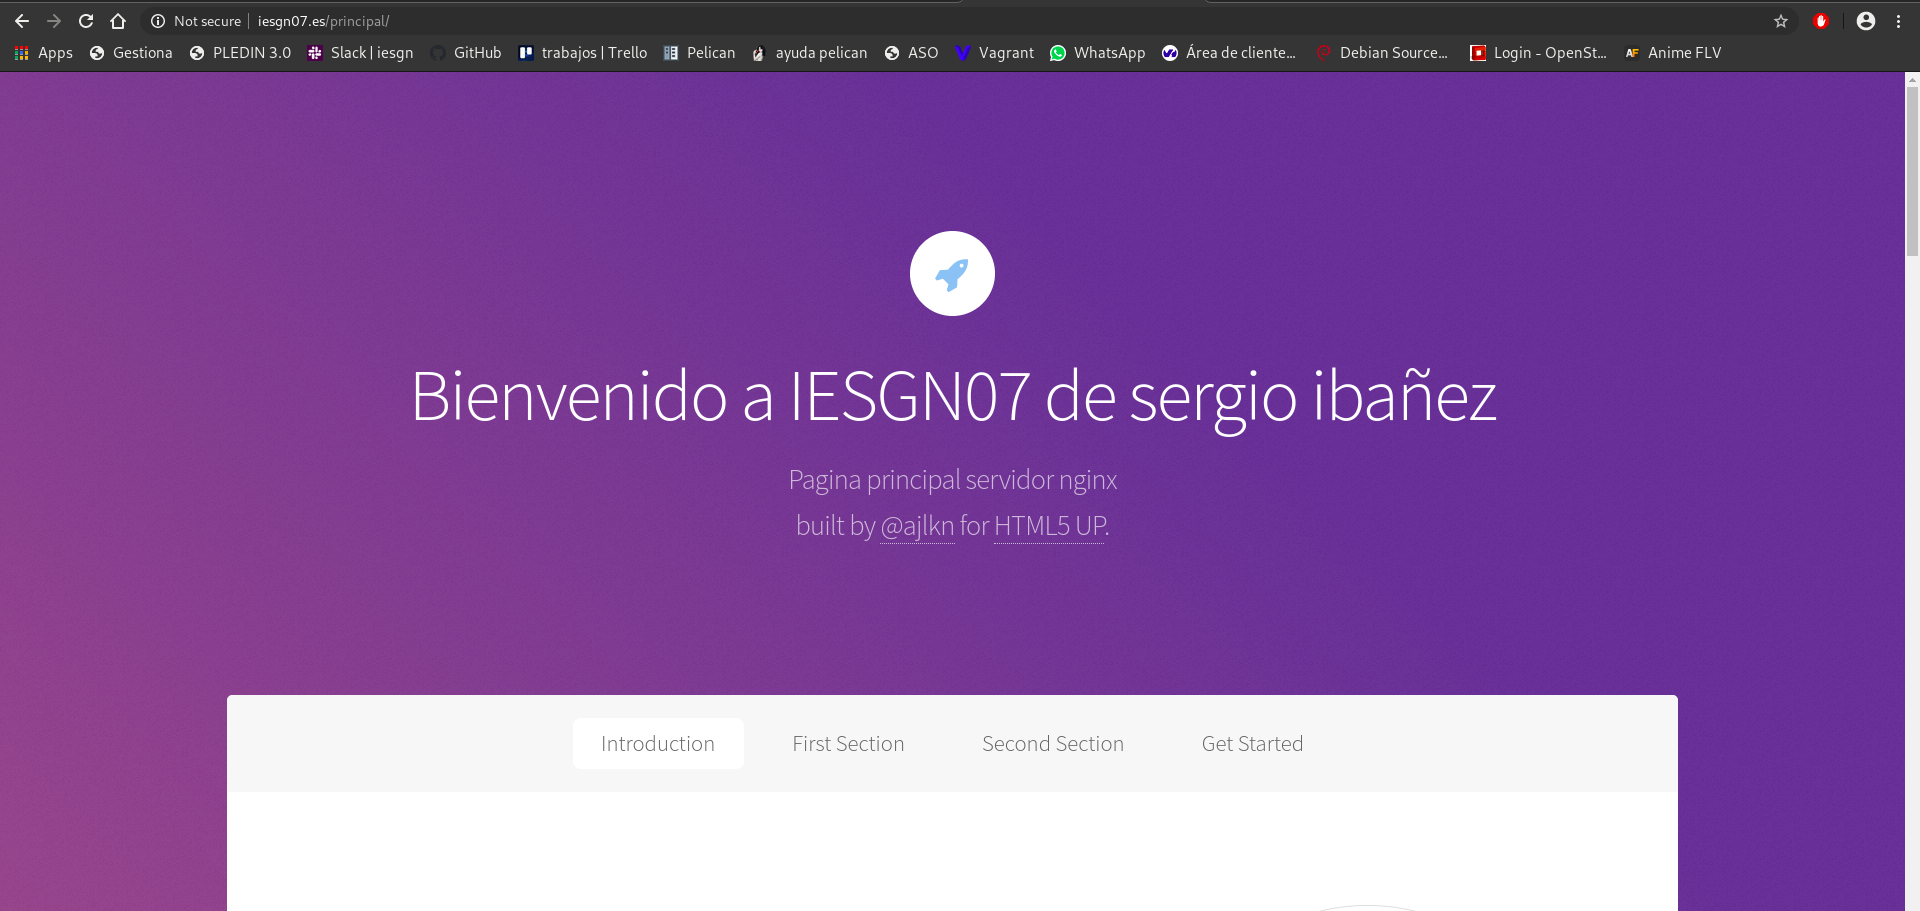 Not secure | iesgn07.es/principal/
Apps Gestiona PLEDIN 3.0 Slack | iesgn GitHub trabajos | Trello Pelican ayuda pelican ASO Vagrant WhatsApp Área de cliente... Debian Source... Login - OpenSt... AF Anime FLV
Bienvenido a IESGN07 de sergio ibañez
Pagina principal servidor nginx
built by @ajlkn for HTML5 UP.
Introduction First Section Second Section Get Started